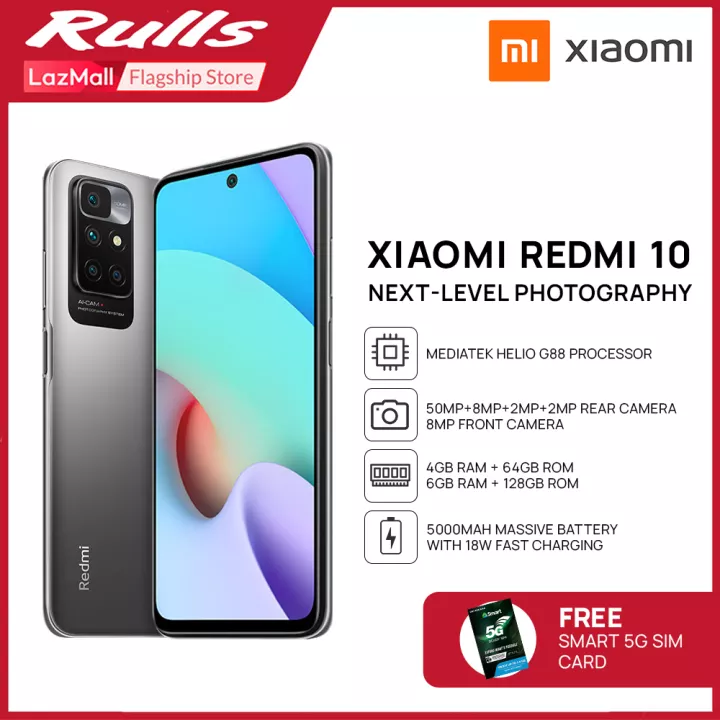 Rulls
LazMall Flagship Store
mi xiaomi
XIAOMI REDMI 10
NEXT-LEVEL PHOTOGRAPHY
MEDIATEK HELIO G88 PROCESSOR
50MP+8MP+2MP+2MP REAR CAMERA
8MP FRONT CAMERA
4GB RAM + 64GB ROM
6GB RAM + 128GB ROM
5000MAH MASSIVE BATTERY
WITH 18W FAST CHARGING
AI-CAM
Redmi
Smart
5G
FREE
SMART 5G SIM
CARD